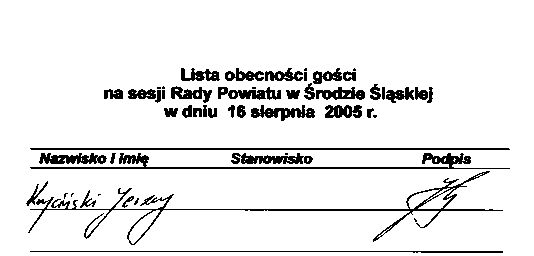 Lista obecności gości
na sesji Rady Powiatu w Środzie Śląskiej
w dniu 16 sierpnia 2005 r.
Nazwisko i imię Stanowisko Podpis
Jerzy